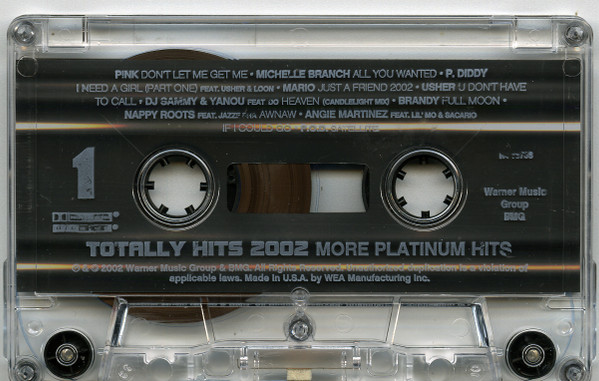 P!NK DON'T LET ME GET ME • MICHELLE BRANCH ALL YOU WANTED • P. DIDDY
I NEED A GIRL (PART ONE) FEAT. USHER & LOON • MARIO JUST A FRIEND 2002 • USHER U DON'T HAVE
TO CALL • DJ SAMMY & YANOU FEAT DO HEAVEN (CANDLELIGHT MIX) • BRANDY FULL MOON •
NAPPY ROOTS FEAT. JAZZE PHA AWNAW • ANGIE MARTINEZ FEAT. LIL' MO & SACARIO
IF I COULD GO
1
Warner Music
Group
BMG
TOTALLY HITS 2002 MORE PLATINUM HITS
℗ & © 2002 Warner Music Group & BMG. All Rights Reserved. Unauthorized duplication is a violation of
applicable laws. Made in U.S.A. by WEA Manufacturing Inc.